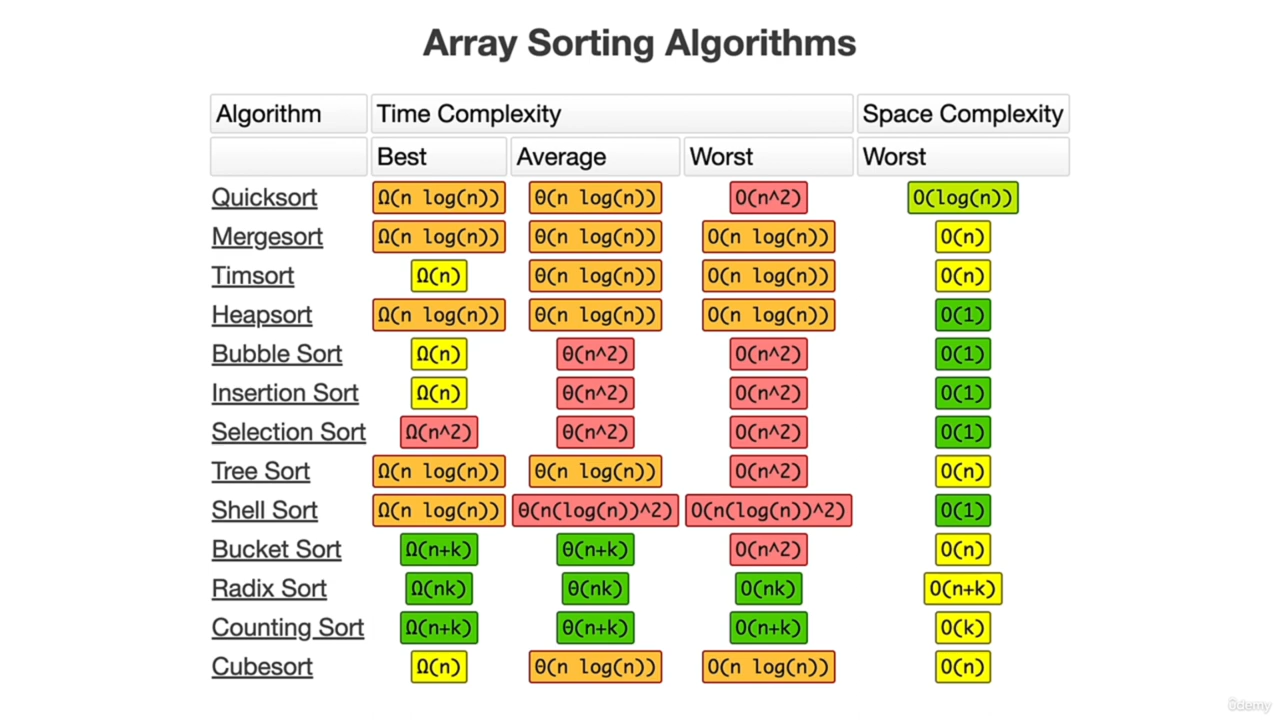 Array Sorting Algorithms
Algorithm Time Complexity Space Complexity
Best Average Worst Worst
Quicksort Ω(n log(n)) θ(n log(n)) O(n^2) O(log(n))
Mergesort Ω(n log(n)) θ(n log(n)) O(n log(n)) O(n)
Timsort Ω(n) θ(n log(n)) O(n log(n)) O(n)
Heapsort Ω(n log(n)) θ(n log(n)) O(n log(n)) O(1)
Bubble Sort Ω(n) θ(n^2) O(n^2) O(1)
Insertion Sort Ω(n) θ(n^2) O(n^2) O(1)
Selection Sort Ω(n^2) θ(n^2) O(n^2) O(1)
Tree Sort Ω(n log(n)) θ(n log(n)) O(n^2) O(n)
Shell Sort Ω(n log(n)) θ(n(log(n))^2) O(n(log(n))^2) O(1)
Bucket Sort Ω(n+k) θ(n+k) O(n^2) O(n)
Radix Sort Ω(nk) θ(nk) O(nk) O(n+k)
Counting Sort Ω(n+k) θ(n+k) O(n+k) O(k)
Cubesort Ω(n) θ(n log(n)) O(n log(n)) O(n)
ûdemy